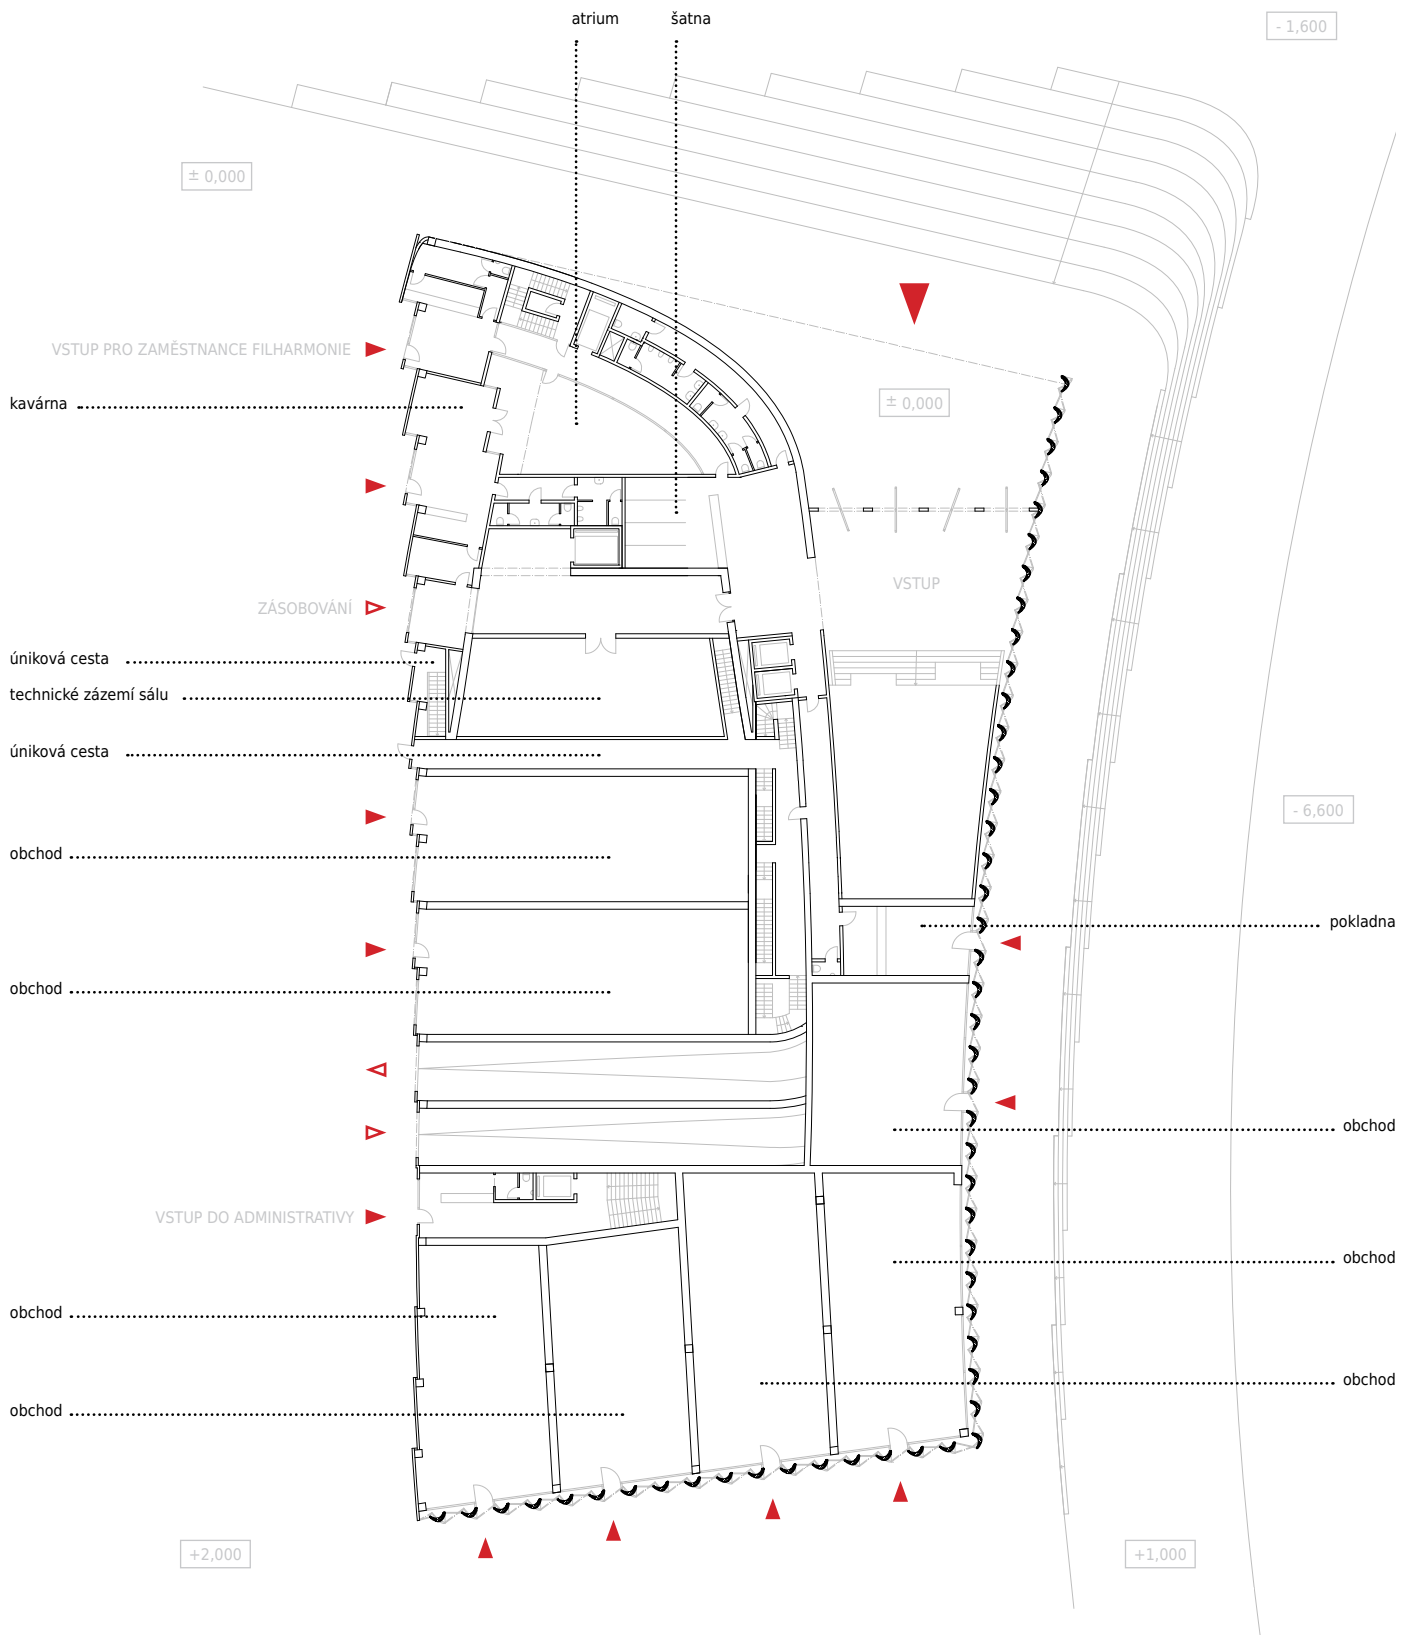 atrium
šatna
- 1,600
± 0,000
VSTUP PRO ZAMĚSTNANCE FILHARMONIE
kavárna
± 0,000
VSTUP
ZÁSOBOVÁNÍ
úniková cesta
technické zázemí sálu
úniková cesta
- 6,600
obchod
pokladna
obchod
obchod
VSTUP DO ADMINISTRATIVY
obchod
obchod
obchod
obchod
+2,000
+1,000